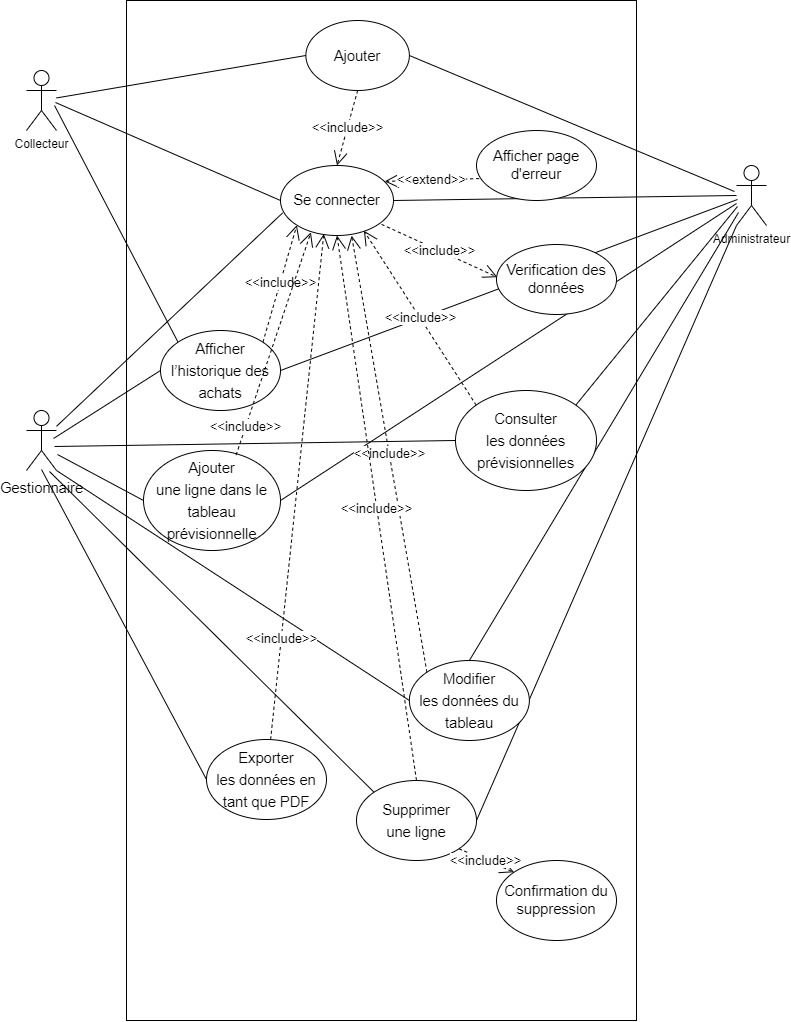 Ajouter
Collecteur
<<include>>
Afficher page
d'erreur
<<extend>>
Se connecter
Administrateur
<<include>>
Verification des
données
<<include>>
<<include>>
Afficher
l’historique des
achats
<<include>>
Consulter
les données
prévisionnelles
<<include>>
Gestionnaire
Ajouter
une ligne dans le
tableau
prévisionnelle
<<include>>
<<include>>
Modifier
les données du
tableau
Exporter
les données en
tant que PDF
Supprimer
une ligne
<<include>>
Confirmation du
suppression